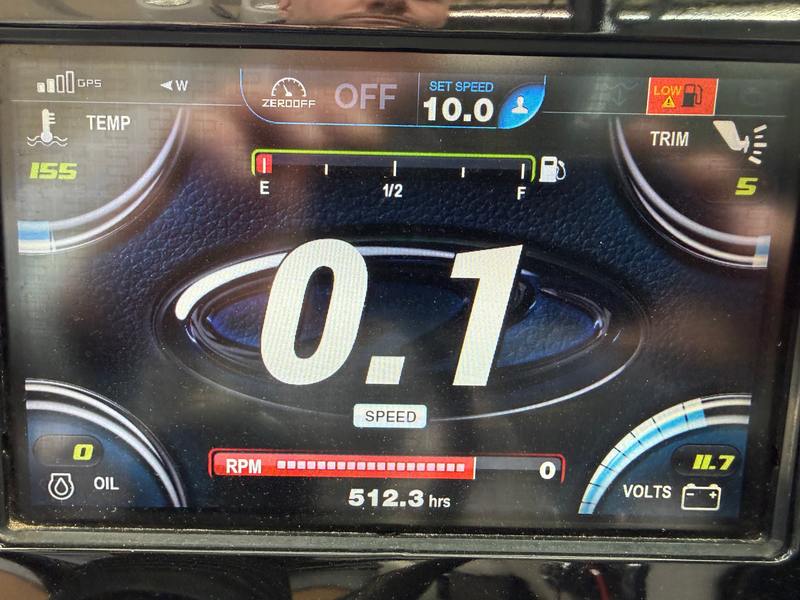 GPS
W
ZEROOFF
OFF
SET SPEED
10.0
LOW
TEMP
155
E
1/2
F
TRIM
5
0.1
SPEED
0
OIL
RPM
0
512.3 hrs
11.7
VOLTS